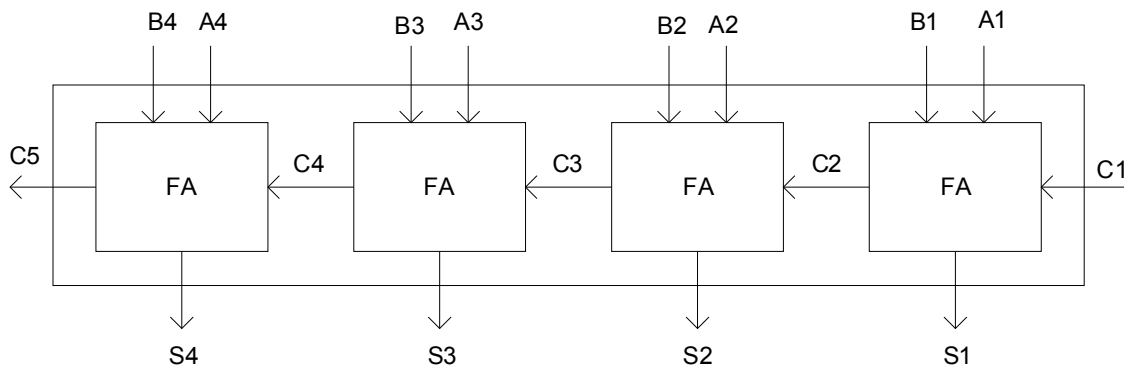 B4 A4 B3 A3 B2 A2 B1 A1
C5 C4 C3 C2 C1
FA FA FA FA
S4 S3 S2 S1